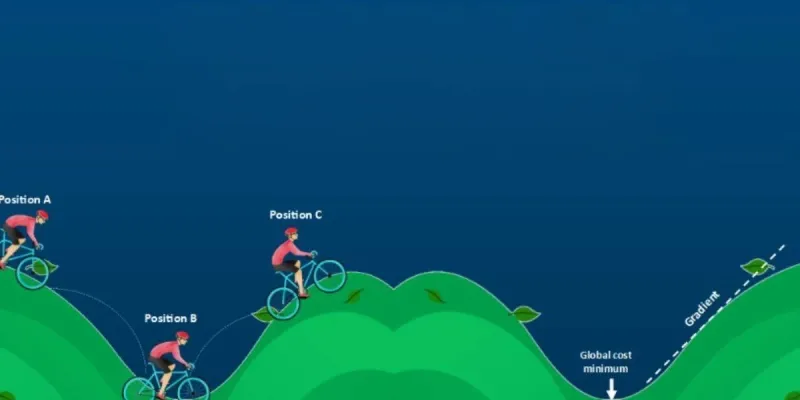 Position A
Position C
Position B
Gradient
Global cost
minimum